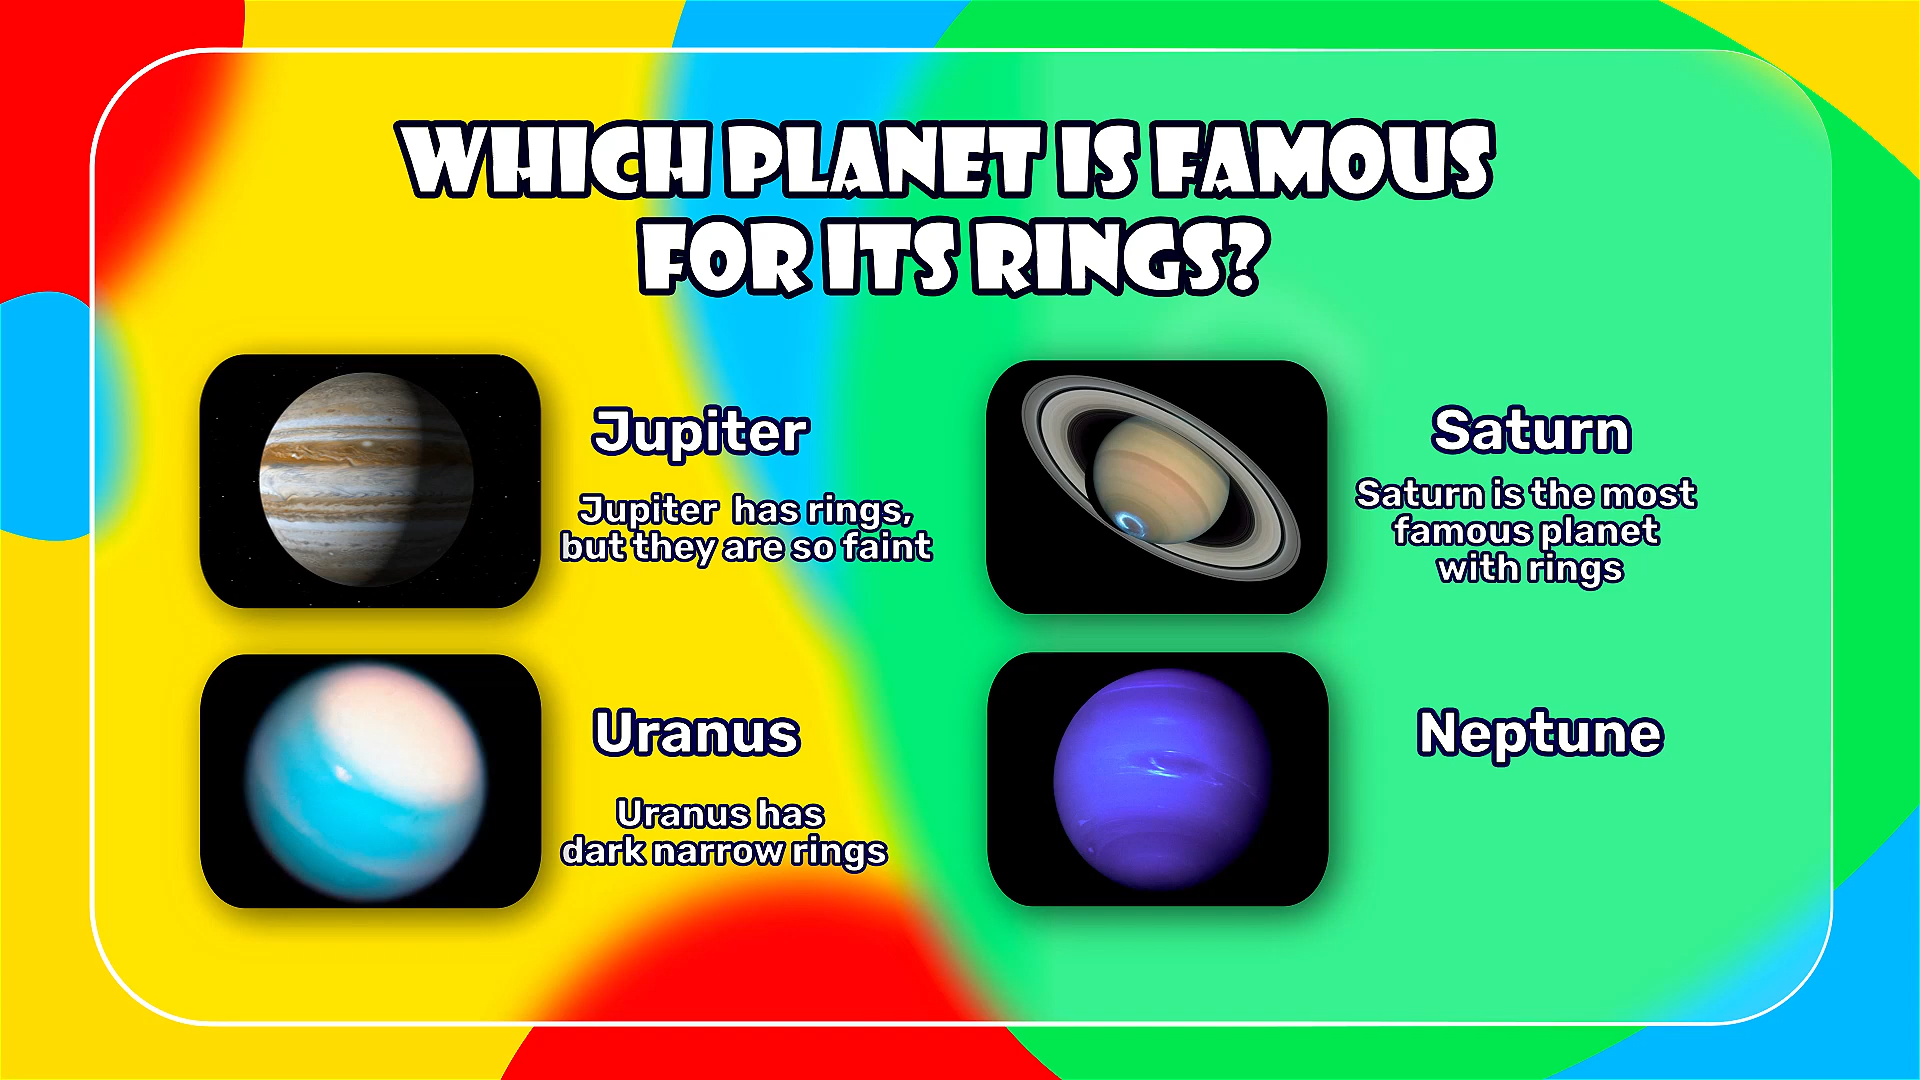 WHICH PLANET IS FAMOUS
FOR ITS RINGS?
Jupiter
Jupiter has rings,
but they are so faint
Saturn
Saturn is the most
famous planet
with rings
Uranus
Uranus has
dark narrow rings
Neptune